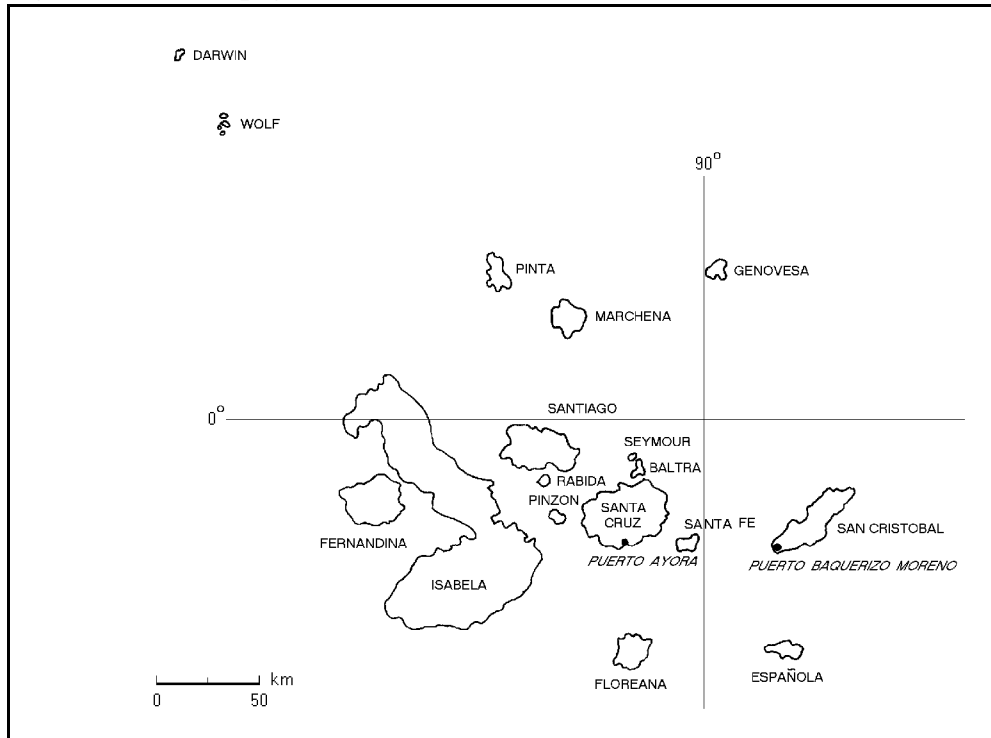 DARWIN
WOLF
90°
PINTA
GENOVESA
MARCHENA
0°
SANTIAGO
SEYMOUR
BALTRA
RABIDA
PINZON
SANTA
CRUZ
SANTA FE
SAN CRISTOBAL
FERNANDINA
PUERTO AYORA
PUERTO BAQUERIZO MORENO
ISABELA
ESPAÑOLA
FLOREANA
km
0 50